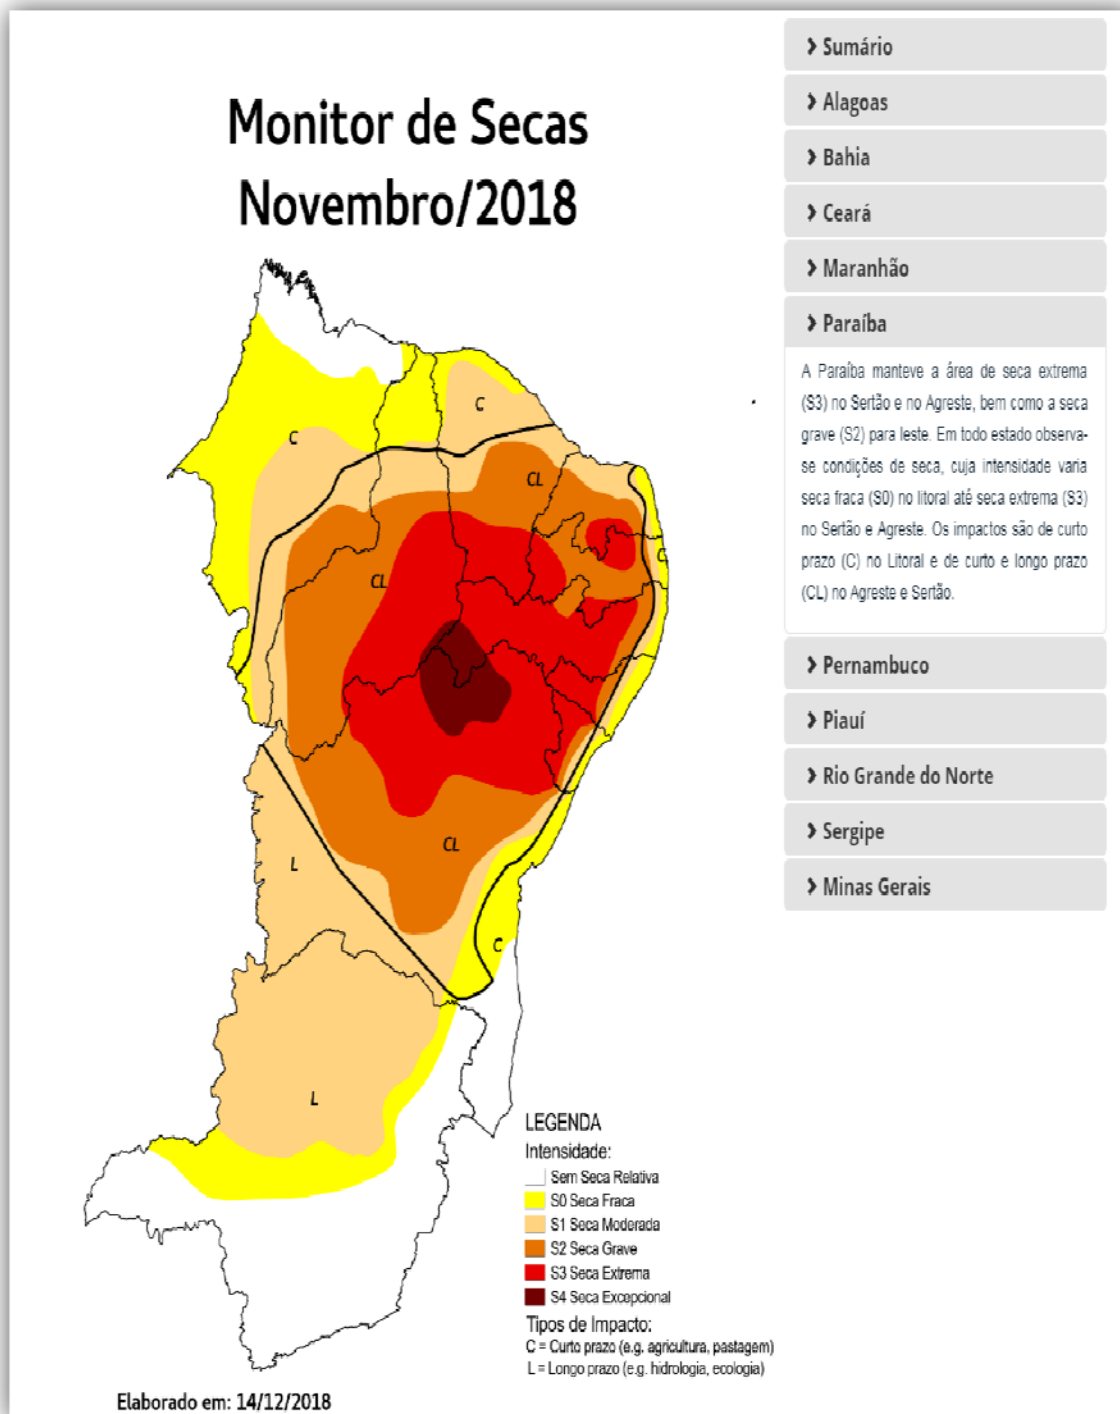 Monitor de Secas
Novembro/2018
C
C
CL
C
CL
CL
L
C
L
LEGENDA
Intensidade:
Sem Seca Relativa
S0 Seca Fraca
S1 Seca Moderada
S2 Seca Grave
S3 Seca Extrema
S4 Seca Excepcional
Tipos de Impacto:
C = Curto prazo (e.g. agricultura, pastagem)
L = Longo prazo (e.g. hidrologia, ecologia)
Elaborado em: 14/12/2018
❯ Sumário
❯ Alagoas
❯ Bahia
❯ Ceará
❯ Maranhão
❯ Paraíba
A Paraíba manteve a área de seca extrema
(S3) no Sertão e no Agreste, bem como a seca
grave (S2) para leste. Em todo estado observa-
se condições de seca, cuja intensidade varia
seca fraca (S0) no litoral até seca extrema (S3)
no Sertão e Agreste. Os impactos são de curto
prazo (C) no Litoral e de curto e longo prazo
(CL) no Agreste e Sertão.
❯ Pernambuco
❯ Piauí
❯ Rio Grande do Norte
❯ Sergipe
❯ Minas Gerais